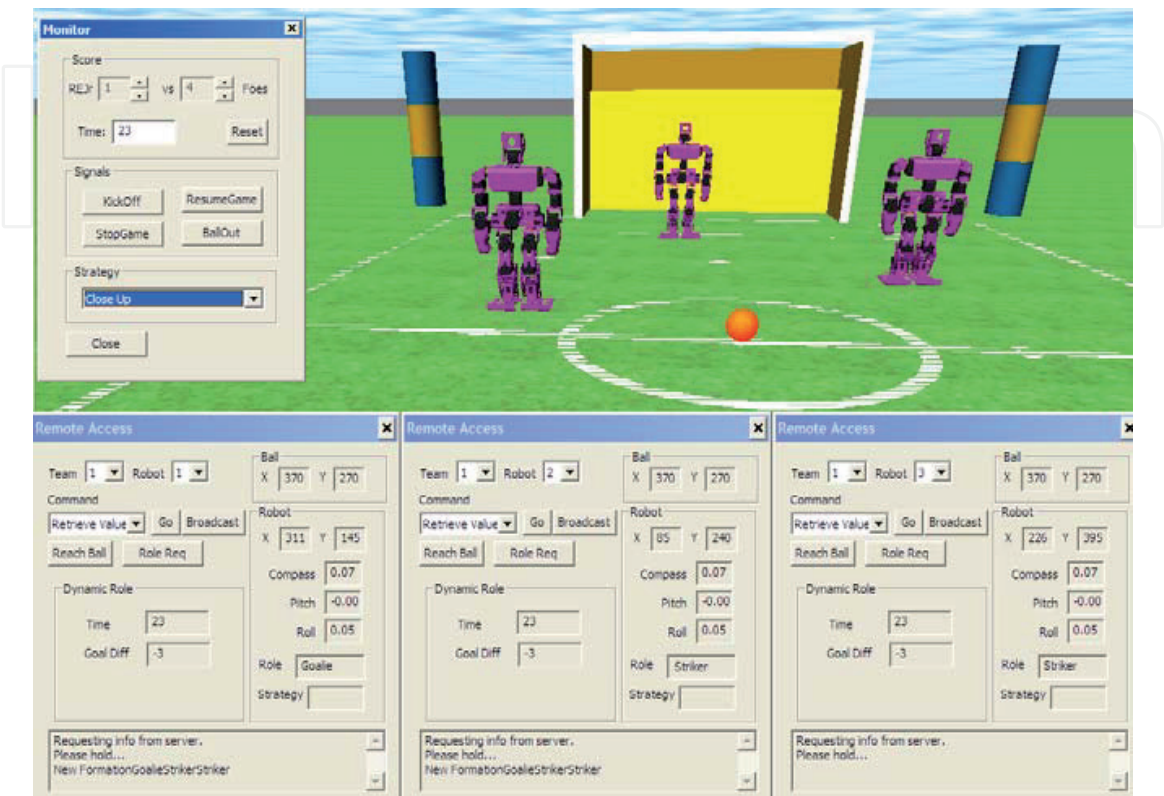 Monitor
Score
REJr 1 vs 4 Foes
Time: 23 Reset
Signals
KickOff ResumeGame
StopGame BallOut
Strategy
Close Up
Close
Remote Access
Team 1 Robot 1
Command
Retrieve Value Go Broadcast
Reach Ball Role Req
Dynamic Role
Time 23
Goal Diff -3
Ball
X 370 Y 270
Robot
X 311 Y 145
Compass 0.07
Pitch -0.00
Roll 0.05
Role Goalie
Strategy
Requesting info from server.
Please hold...
New FormationGoalieStrikerStriker
Remote Access
Team 1 Robot 2
Command
Retrieve Value Go Broadcast
Reach Ball Role Req
Dynamic Role
Time 23
Goal Diff -3
Ball
X 370 Y 270
Robot
X 85 Y 240
Compass 0.07
Pitch -0.00
Roll 0.05
Role Striker
Strategy
Requesting info from server.
Please hold...
New FormationGoalieStrikerStriker
Remote Access
Team 1 Robot 3
Command
Retrieve Value Go Broadcast
Reach Ball Role Req
Dynamic Role
Time 23
Goal Diff -3
Ball
X 370 Y 270
Robot
X 226 Y 395
Compass 0.07
Pitch -0.00
Roll 0.05
Role Striker
Strategy
Requesting info from server.
Please hold...